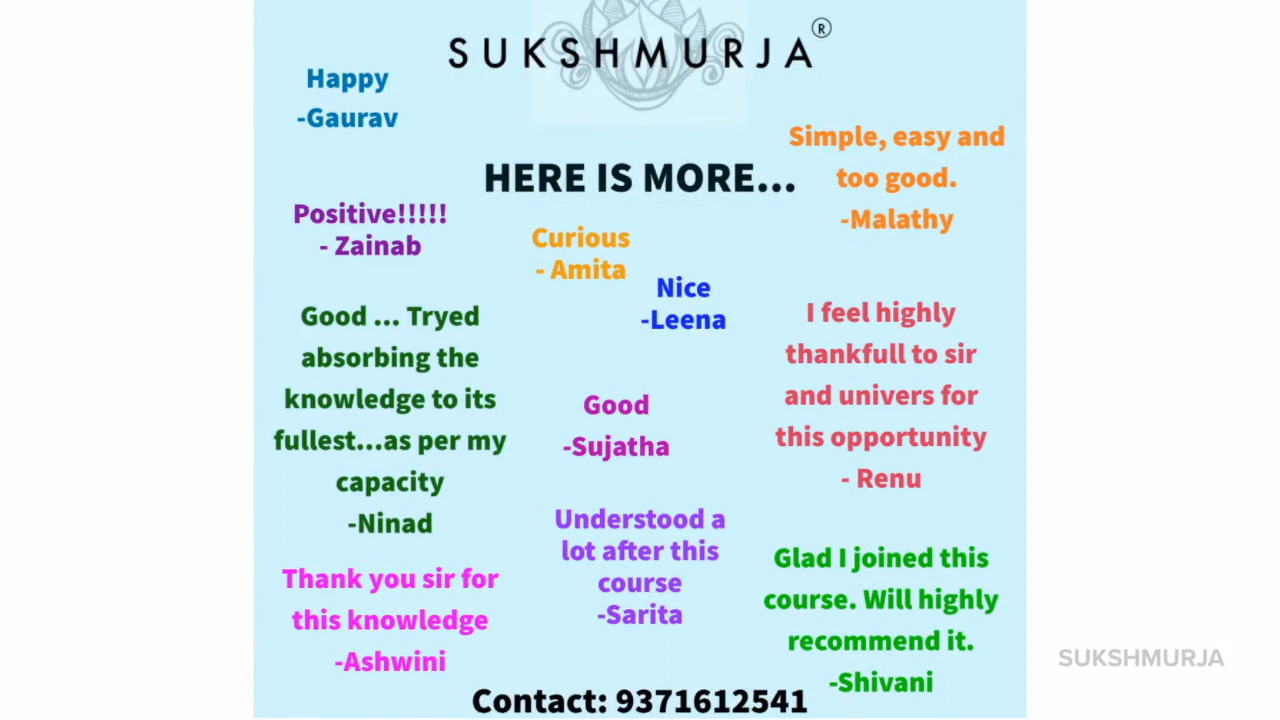 SUKSHMURJA®
Happy
-Gaurav
Simple, easy and
too good.
-Malathy
HERE IS MORE...
Positive!!!!!
- Zainab
Curious
- Amita
Nice
-Leena
Good ... Tryed
absorbing the
knowledge to its
fullest...as per my
capacity
-Ninad
I feel highly
thankfull to sir
and univers for
this opportunity
- Renu
Good
-Sujatha
Understood a
lot after this
course
-Sarita
Thank you sir for
this knowledge
-Ashwini
Glad I joined this
course. Will highly
recommend it.
-Shivani
Contact: 9371612541
SUKSHMURJA